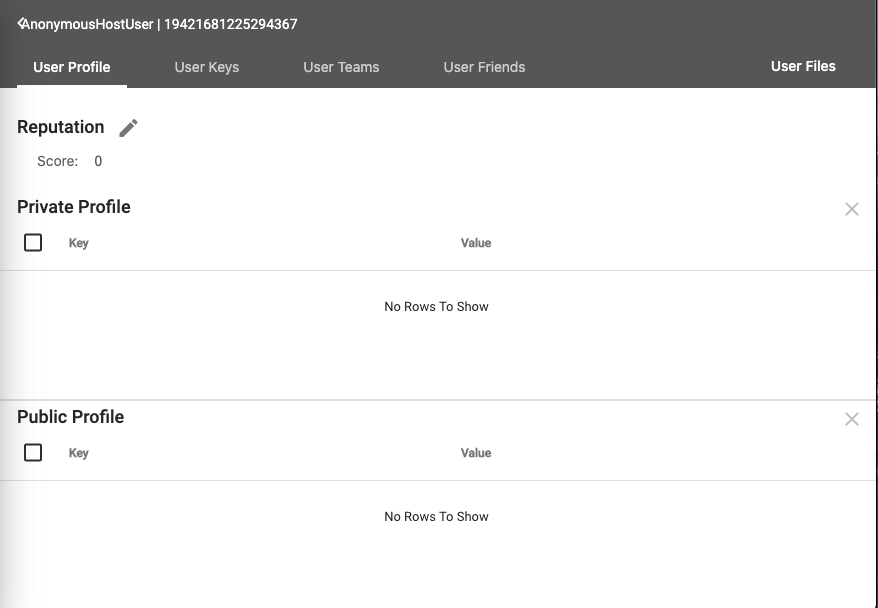 AnonymousHostUser | 19421681225294367
User Profile User Keys User Teams User Friends User Files
Reputation
Score: 0
Private Profile
Key Value
No Rows To Show
Public Profile
Key Value
No Rows To Show